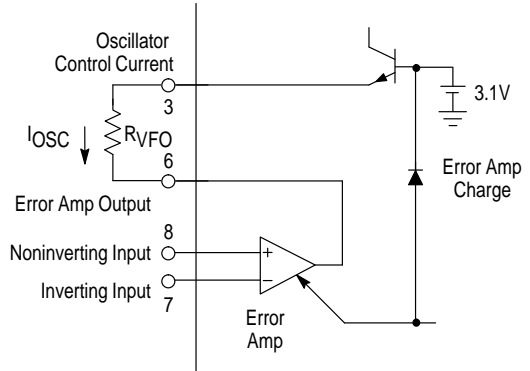 Oscillator
Control Current
3
3.1V
IOSC
RVFO
6
Error Amp Output
Error Amp
Charge
8
Noninverting Input
+
Inverting Input
−
7
Error
Amp